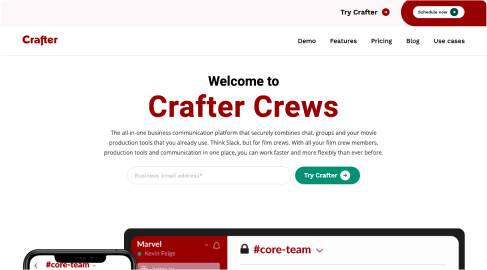 Try Crafter
Schedule now
Crafter
Demo Features Pricing Blog Use cases
Welcome to
Crafter Crews
The all-in-one business communication platform that securely combines chat, groups and your movie
production tools that you already use. Think Slack, but for film crews. With all your film crew members,
production tools and communication in one place, you can work faster and more flexibly than ever before.
Business email address*
Try Crafter
Marvel
Kevin Feige
#core-team
#core-team